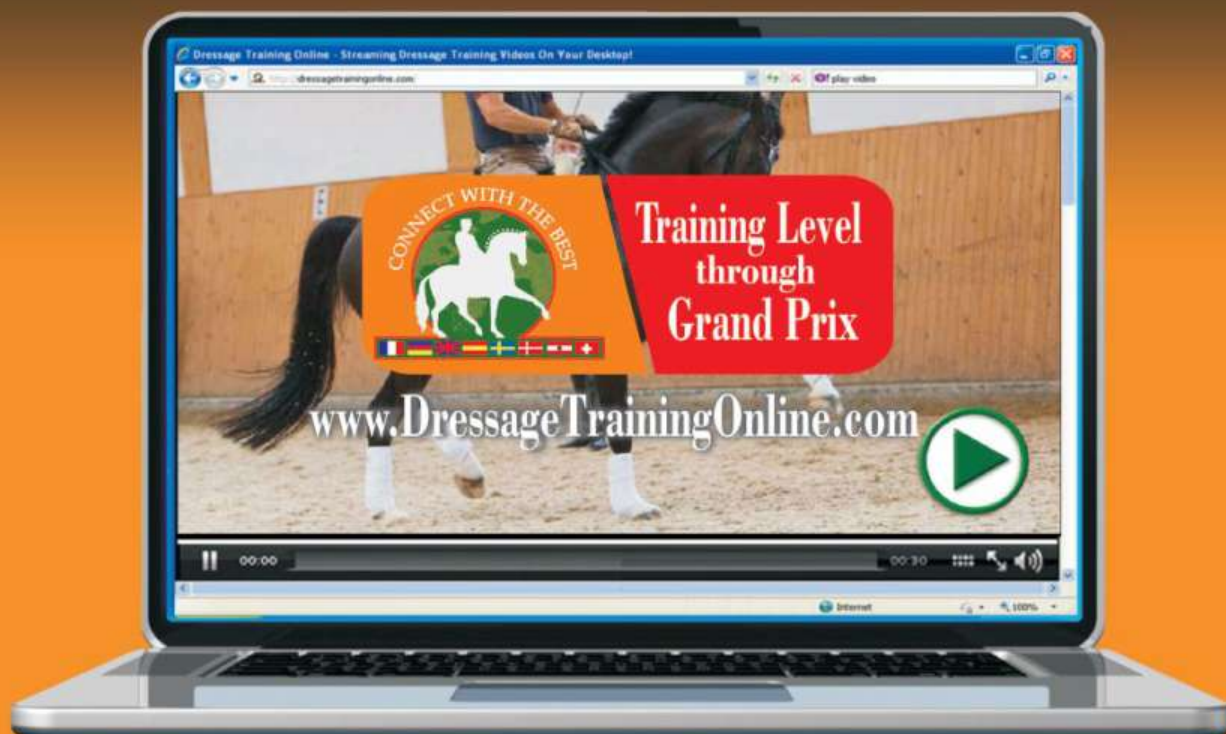 Dressage Training Online - Streaming Dressage Training Videos On Your Desktop!
http://dressagetrainingonline.com/
play video
CONNECT WITH THE BEST
Training Level
through
Grand Prix
www.DressageTrainingOnline.com
00:00
00:30
Internet
100%